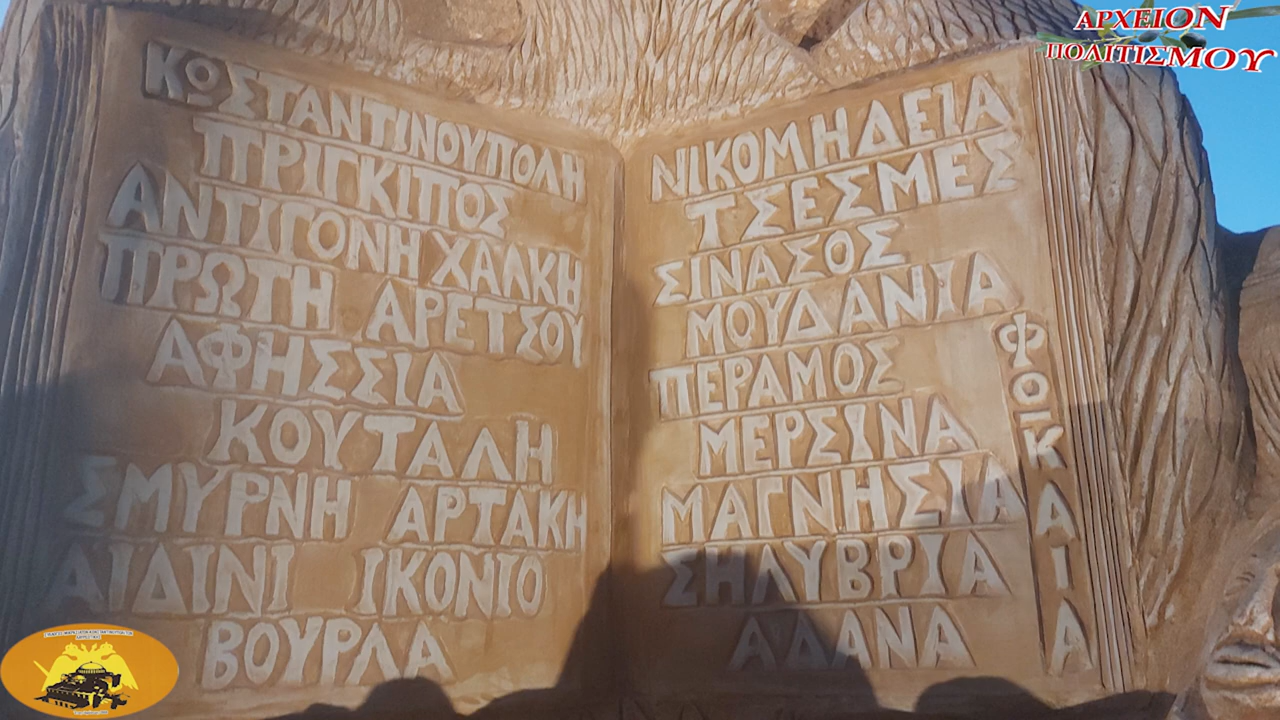 ΑΡΧΕΙΟΝ
ΠΟΛΙΤΙΣΜΟΥ
ΚΩΣΤΑΝΤΙΝΟΥΠΟΛΗ
ΠΡΙΓΚΙΠΟΣ
ΑΝΤΙΓΟΝΗ ΧΑΛΚΗ
ΠΡΩΤΗ ΑΡΕΤΣΟΥ
ΑΦΗΣΣΙΑ
ΚΟΥΤΑΛΗ
ΣΜΥΡΝΗ ΑΡΤΑΚΗ
ΑΙΔΙΝΙ ΙΚΟΝΙΟ
ΒΟΥΡΛΑ
ΝΙΚΟΜΗΔΕΙΑ
ΤΣΕΣΜΕΣ
ΣΙΝΑΣΟΣ
ΜΟΥΔΑΝΙΑ
ΠΕΡΑΜΟΣ
ΜΕΡΣΙΝΑ
ΜΑΓΝΗΣΙΑ
ΣΗΛΥΒΡΙΑ
ΑΔΑΝΑ
ΦΩΚΑΙΑ